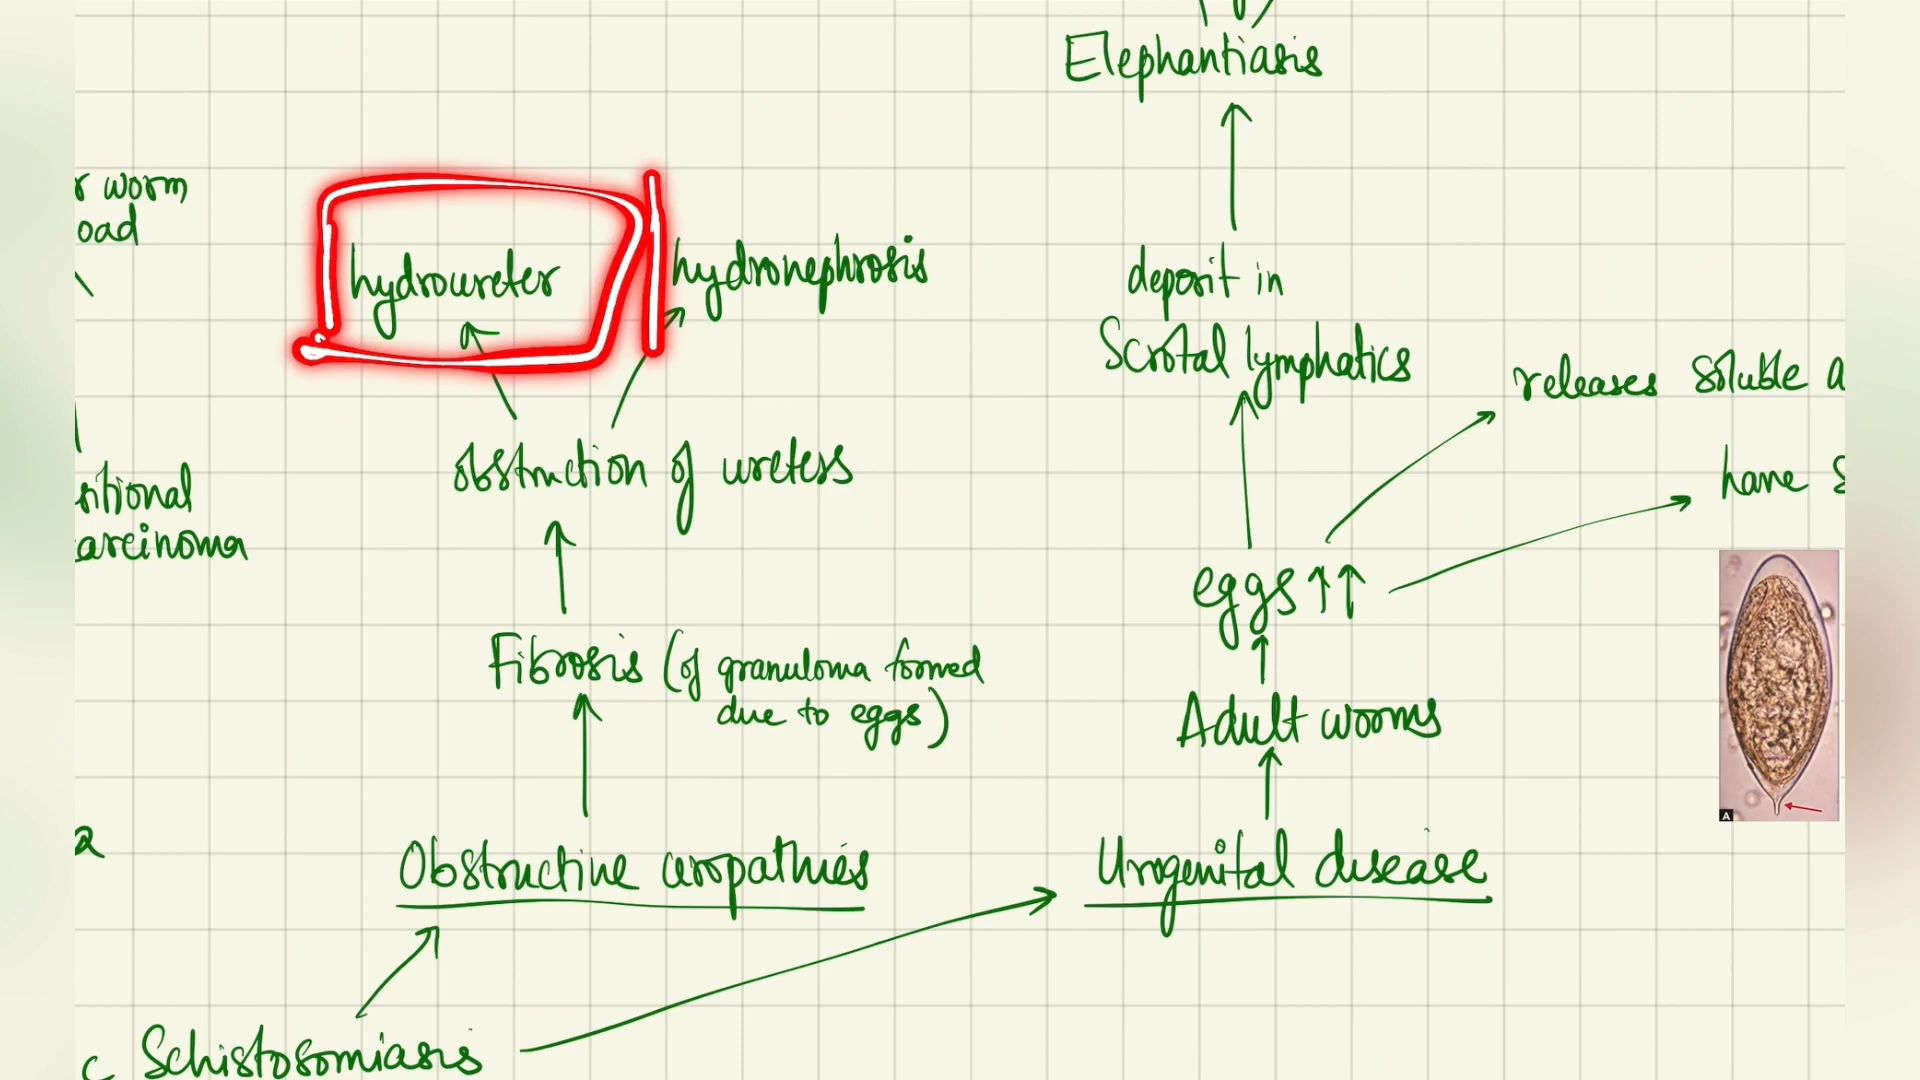 Elephantiasis
r worm
oad
hydroureter
hydronephrosis
deposit in
Scrotal lymphatics
releases soluble a
obstruction of ureters
have S
sitional
arcinoma
eggs ↑↑
Fibrosis (of granuloma formed
due to eggs)
Adult worms
a
Obstructive uropathies
Urogenital disease
c Schistosomiasis
A